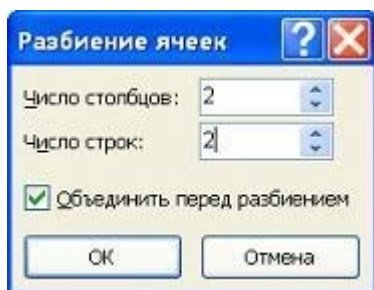 Разбиение ячеек
Число столбцов: 2
Число строк: 2
Объединить перед разбиением
ОК Отмена